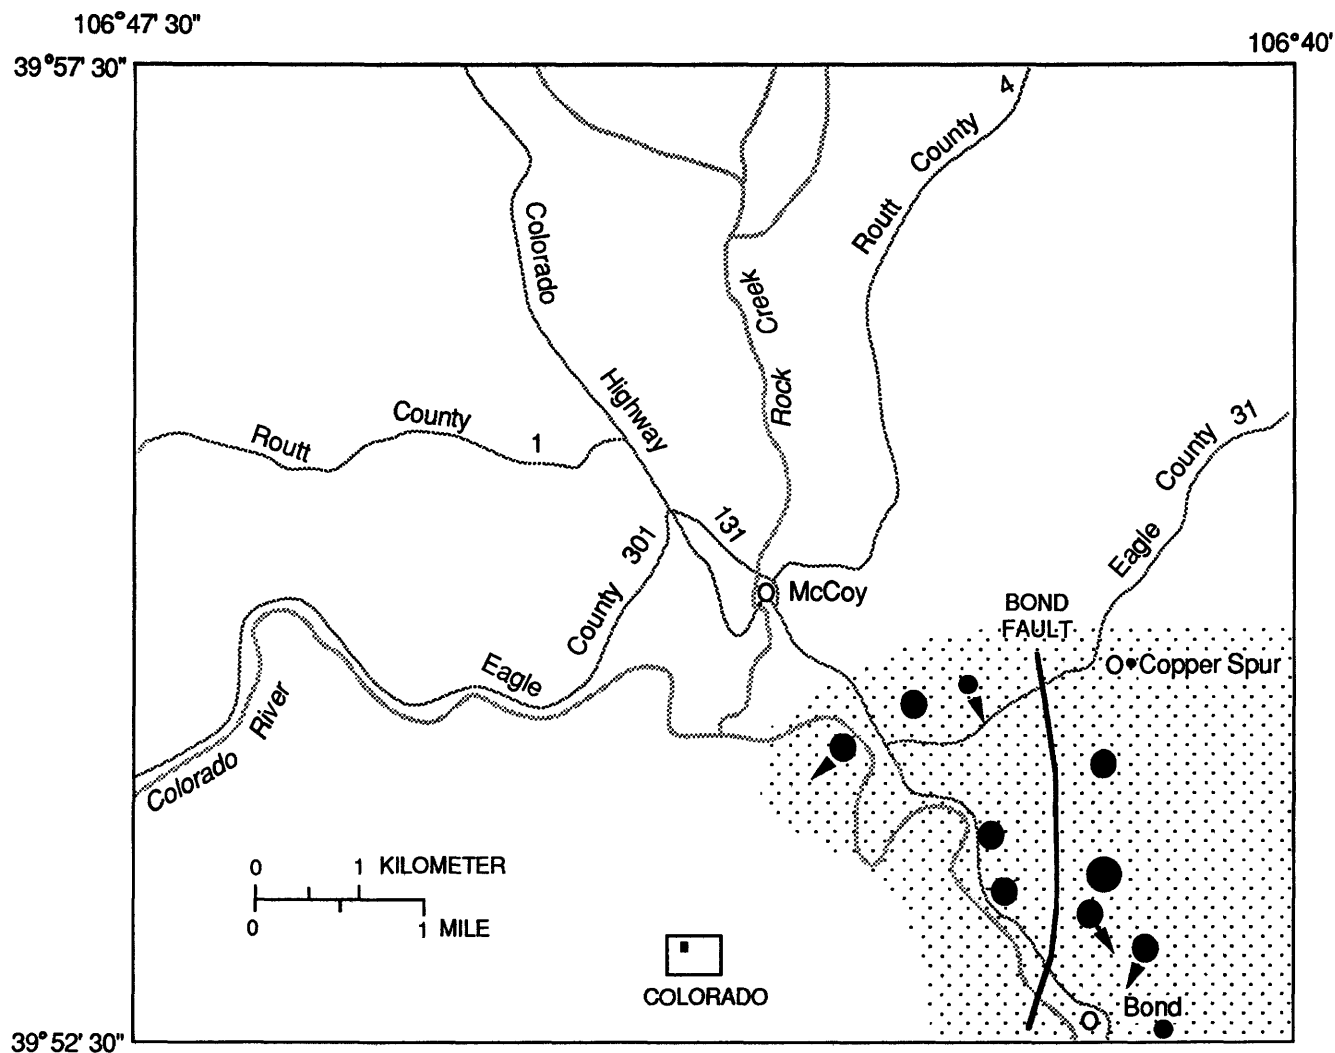 106°47' 30"
106°40'
39°57' 30"
Routt County 4
Colorado Highway 131
Rock Creek
Routt County 1
Eagle County 31
Eagle County 301
McCoy
BOND
FAULT
Copper Spur
Colorado River
0 1 KILOMETER
0 1 MILE
COLORADO
Bond
39°52' 30"